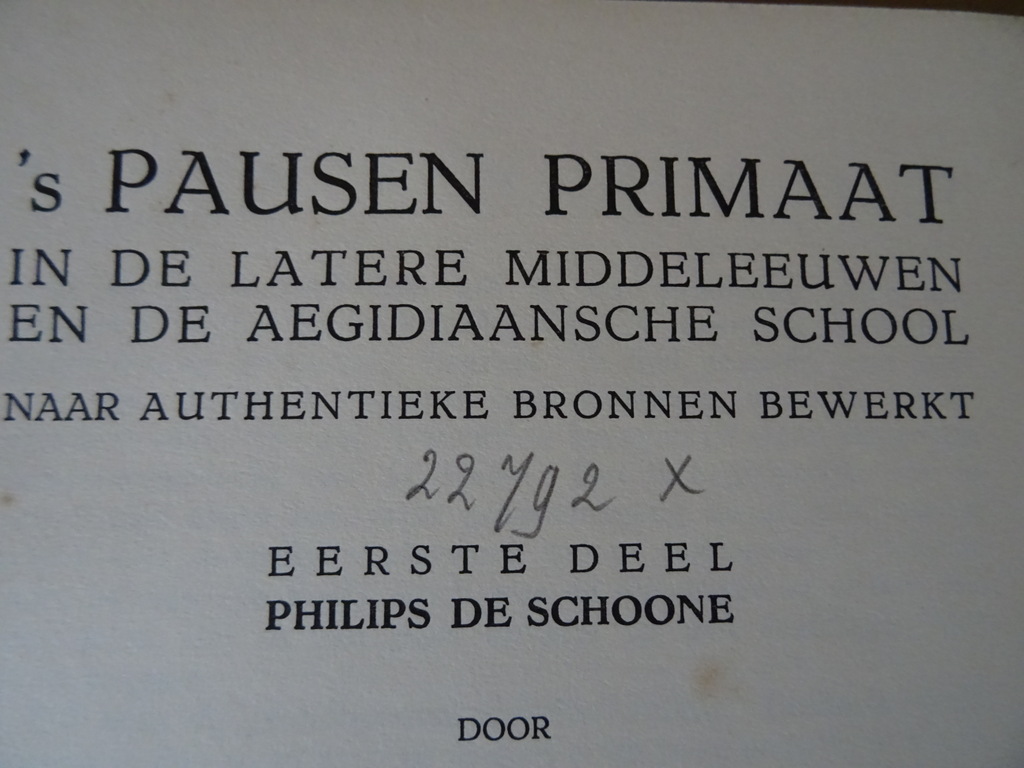 's PAUSEN PRIMAAT
IN DE LATERE MIDDELEEUWEN
EN DE AEGIDIAANSCHE SCHOOL
NAAR AUTHENTIEKE BRONNEN BEWERKT
22792 X
EERSTE DEEL
PHILIPS DE SCHOONE
DOOR